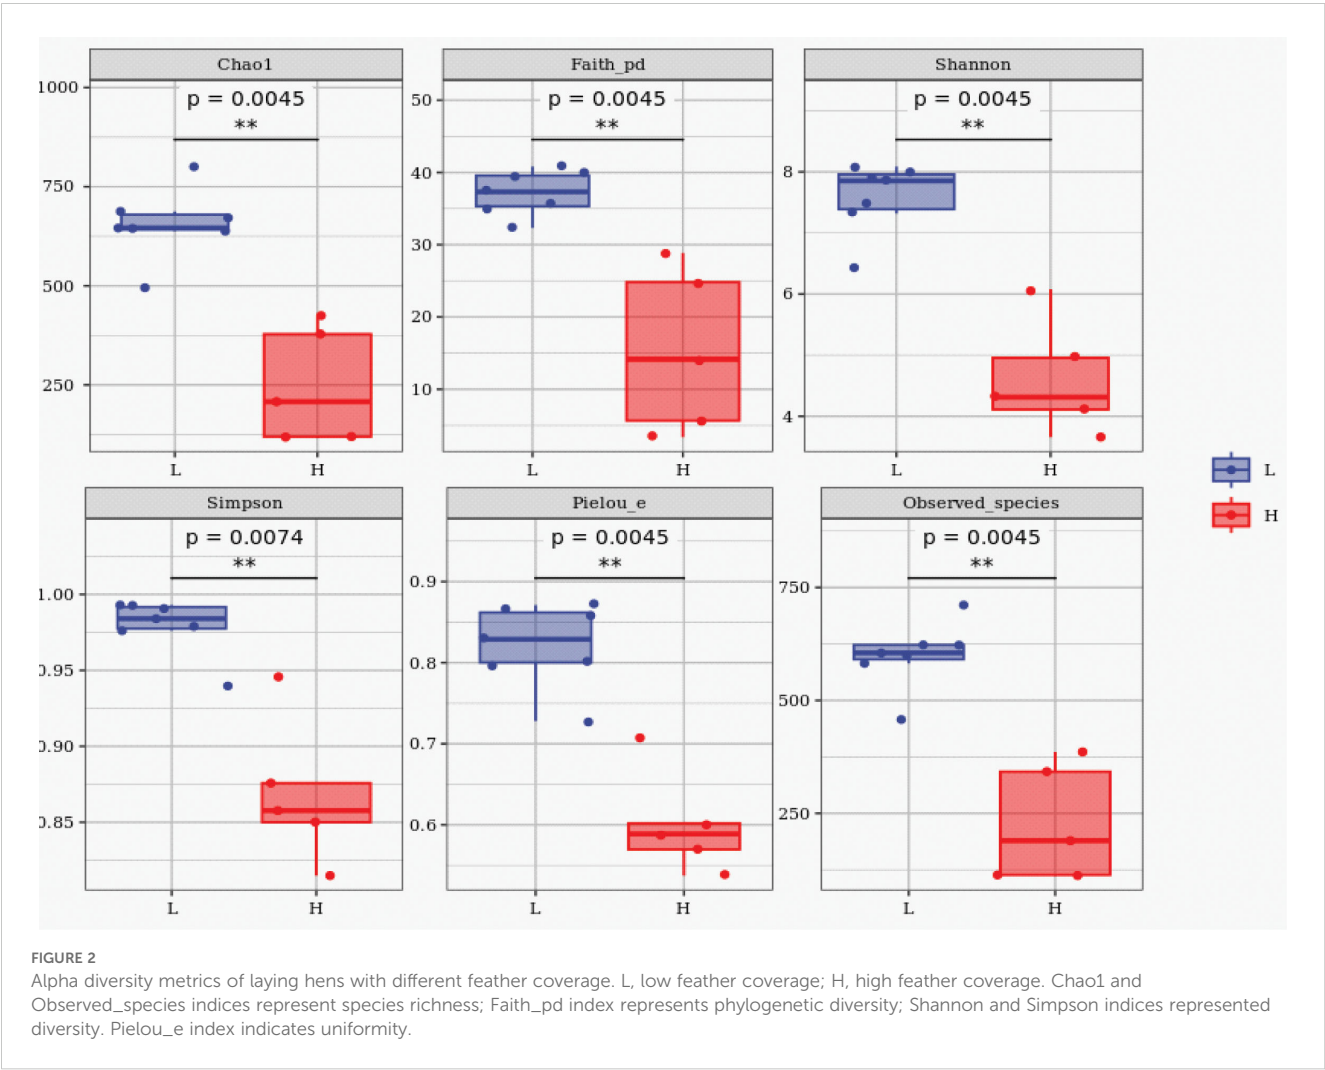 Chao1
Faith_pd
Shannon
1000
750
500
250
p = 0.0045
**
L
H
50
40
30
20
10
p = 0.0045
**
L
H
8
6
4
p = 0.0045
**
L
H
L
H
Simpson
Pielou_e
Observed_species
1.00
0.95
0.90
0.85
p = 0.0074
**
L
H
0.9
0.8
0.7
0.6
p = 0.0045
**
L
H
750
500
250
p = 0.0045
**
L
H
FIGURE 2
Alpha diversity metrics of laying hens with different feather coverage. L, low feather coverage; H, high feather coverage. Chao1 and
Observed_species indices represent species richness; Faith_pd index represents phylogenetic diversity; Shannon and Simpson indices represented
diversity. Pielou_e index indicates uniformity.